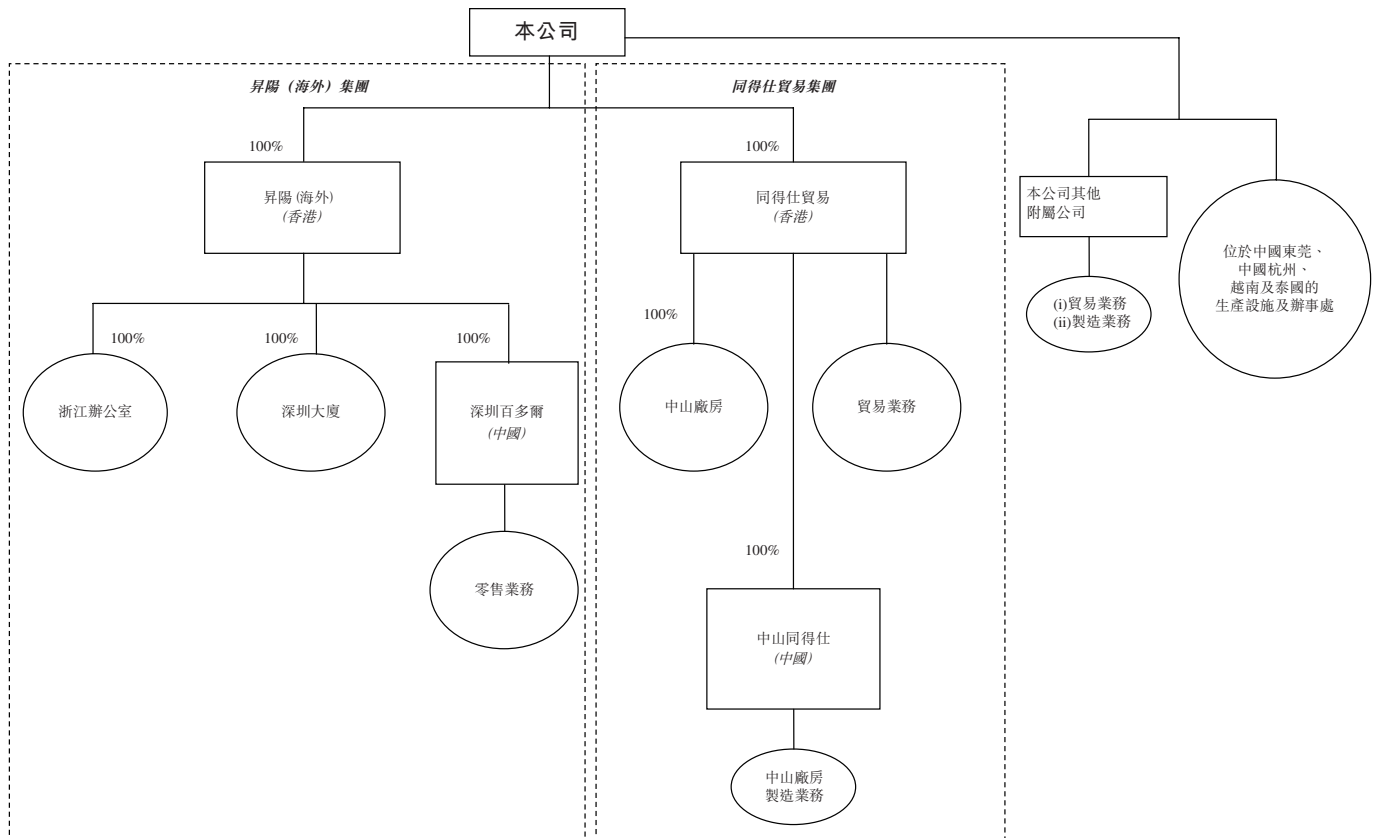 本公司
昇陽（海外）集團
同得仕貿易集團
100%
100%
昇陽(海外)
(香港)
同得仕貿易
(香港)
本公司其他
附屬公司
位於中國東莞、
中國杭州、
越南及泰國的
生產設施及辦事處
(i)貿易業務
(ii)製造業務
100%
100%
100%
100%
浙江辦公室
深圳大廈
深圳百多爾
(中國)
中山廠房
貿易業務
100%
零售業務
中山同得仕
(中國)
中山廠房
製造業務